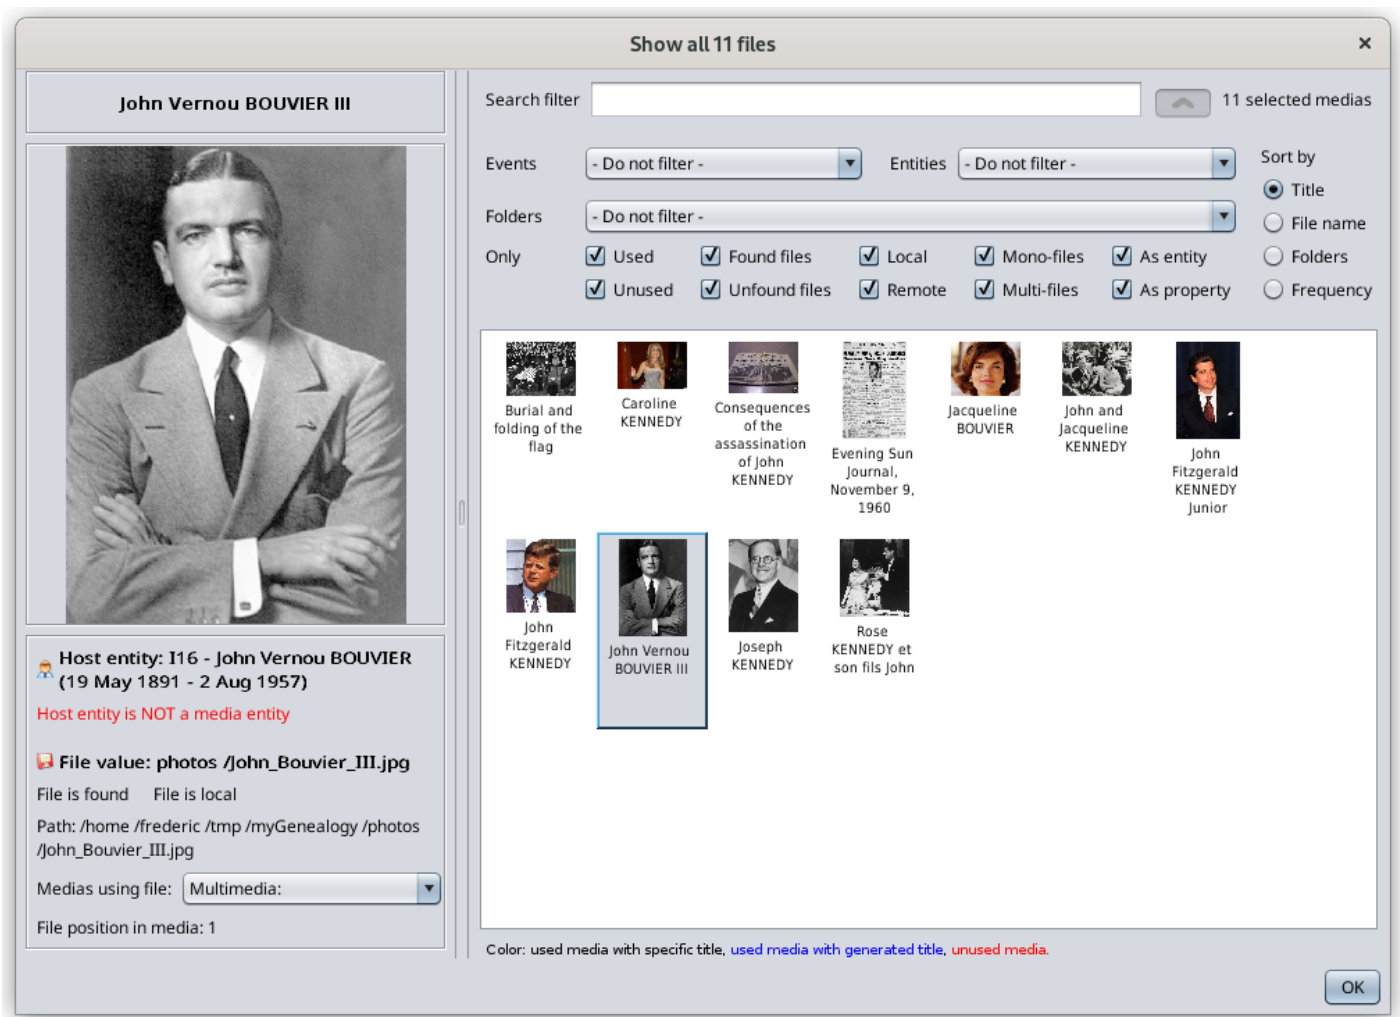 Show all 11 files
John Vernou BOUVIER III
Host entity: I16 - John Vernou BOUVIER
(19 May 1891 - 2 Aug 1957)
Host entity is NOT a media entity
File value: photos /John_Bouvier_III.jpg
File is found File is local
Path: /home /frederic /tmp /myGenealogy /photos
/John_Bouvier_III.jpg
Medias using file: Multimedia:
File position in media: 1
Search filter 11 selected medias
Events - Do not filter - Entities - Do not filter -
Folders - Do not filter -
Only Used Found files Local Mono-files As entity
Unused Unfound files Remote Multi-files As property
Sort by
Title
File name
Folders
Frequency
Burial and
folding of the
flag
Caroline
KENNEDY
Consequences
of the
assassination
of John
KENNEDY
Evening Sun
Journal,
November 9,
1960
Jacqueline
BOUVIER
John and
Jacqueline
KENNEDY
John
Fitzgerald
KENNEDY
Junior
John
Fitzgerald
KENNEDY
John Vernou
BOUVIER III
Joseph
KENNEDY
Rose
KENNEDY et
son fils John
Color: used media with specific title, used media with generated title, unused media.
OK